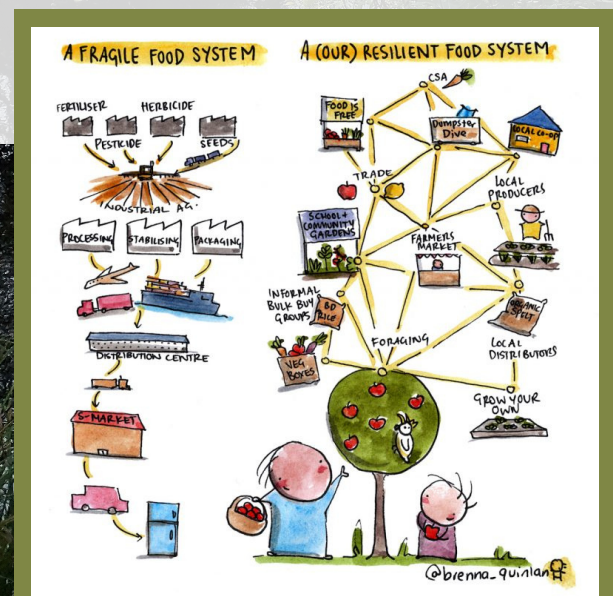 A FRAGILE FOOD SYSTEM
FERTILISER
HERBICIDE
PESTICIDE
SEEDS
INDUSTRIAL AG.
PROCESSING
STABILISING
PACKAGING
DISTRIBUTION CENTRE
S-MARKET
A (OUR) RESILIENT FOOD SYSTEM
CSA
FOOD IS
FREE
DUMPSTER
DIVE
LOCAL CO-OP
TRADE
LOCAL
PRODUCERS
SCHOOL +
COMMUNITY
GARDENS
FARMERS
MARKET
INFORMAL
BULK BUY
GROUPS
BD
RICE
ORGANIC
SPELT
FORAGING
LOCAL
DISTRIBUTORS
VEG
BOXES
GROW YOUR
OWN
@brenna_quinlan